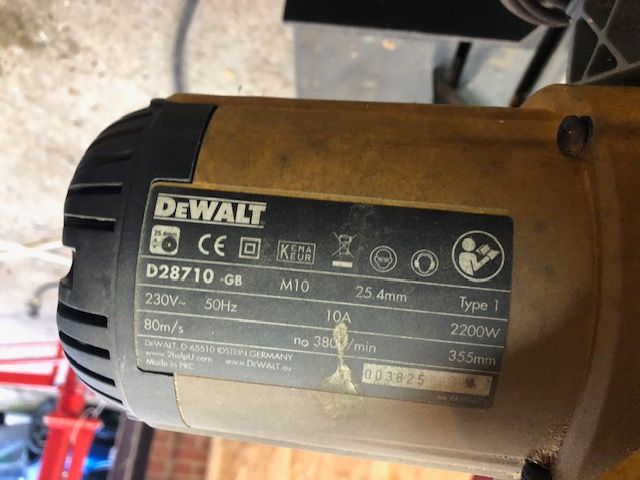 DEWALT
25.4mm
CE
KEMA
KEUR
D28710 -GB
M10
25.4mm
Type 1
230V~ 50Hz
10A
2200W
80m/s
no 3800/min
355mm
DEWALT, D-65510 IDSTEIN, GERMANY
www.2helpU.com www.DEWALT.eu
Made in PRC
003825